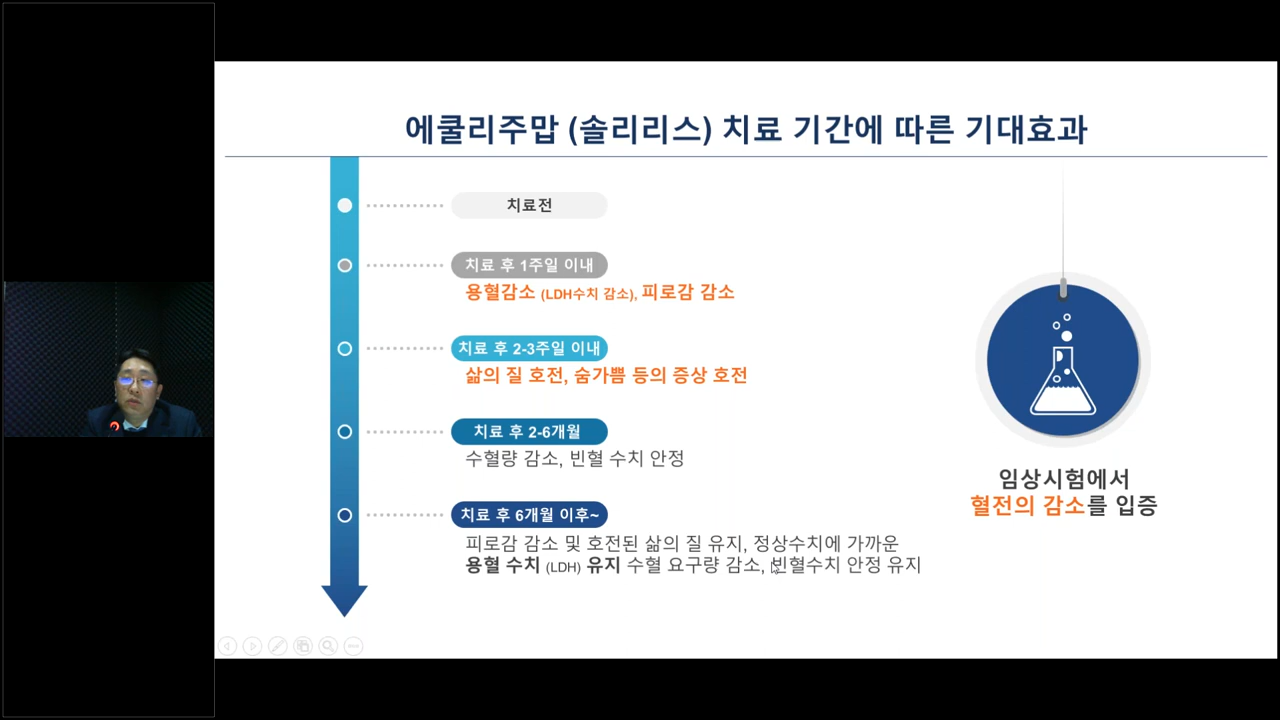 에쿨리주맙 (솔리리스) 치료 기간에 따른 기대효과
치료전
치료 후 1주일 이내
용혈감소 (LDH수치 감소), 피로감 감소
치료 후 2-3주일 이내
삶의 질 호전, 숨가쁨 등의 증상 호전
치료 후 2-6개월
수혈량 감소, 빈혈 수치 안정
치료 후 6개월 이후~
피로감 감소 및 호전된 삶의 질 유지, 정상수치에 가까운
용혈 수치 (LDH) 유지 수혈 요구량 감소, 빈혈수치 안정 유지
임상시험에서
혈전의 감소를 입증